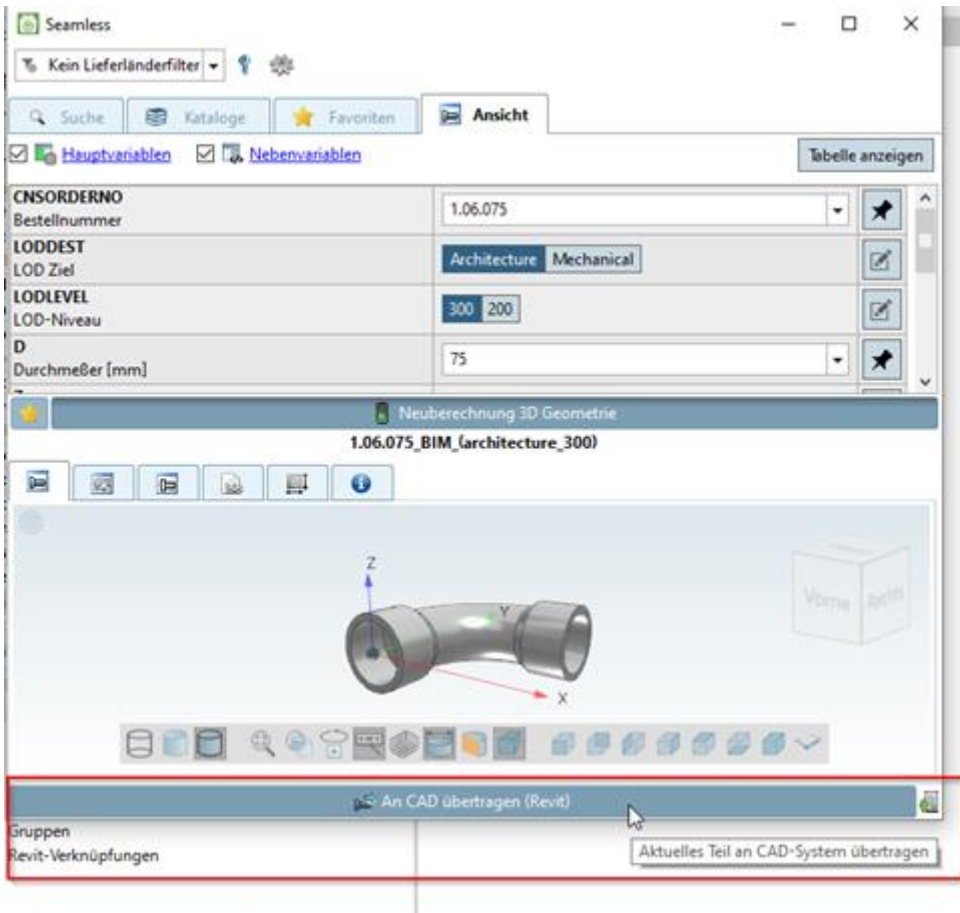 Seamless
Kein Lieferländerfilter
Suche Kataloge Favoriten Ansicht
Hauptvariablen Nebenvariablen Tabelle anzeigen
CNSORDERNO
Bestellnummer
1.06.075
LODDEST
LOD Ziel
Architecture Mechanical
LODLEVEL
LOD-Niveau
300 200
D
Durchmeßer [mm]
75
Neuberechnung 3D Geometrie
1.06.075_BIM_(architecture_300)
Z
Y
X
Vorne Rechts
An CAD übertragen (Revit)
Gruppen
Revit-Verknüpfungen
Aktuelles Teil an CAD-System übertragen